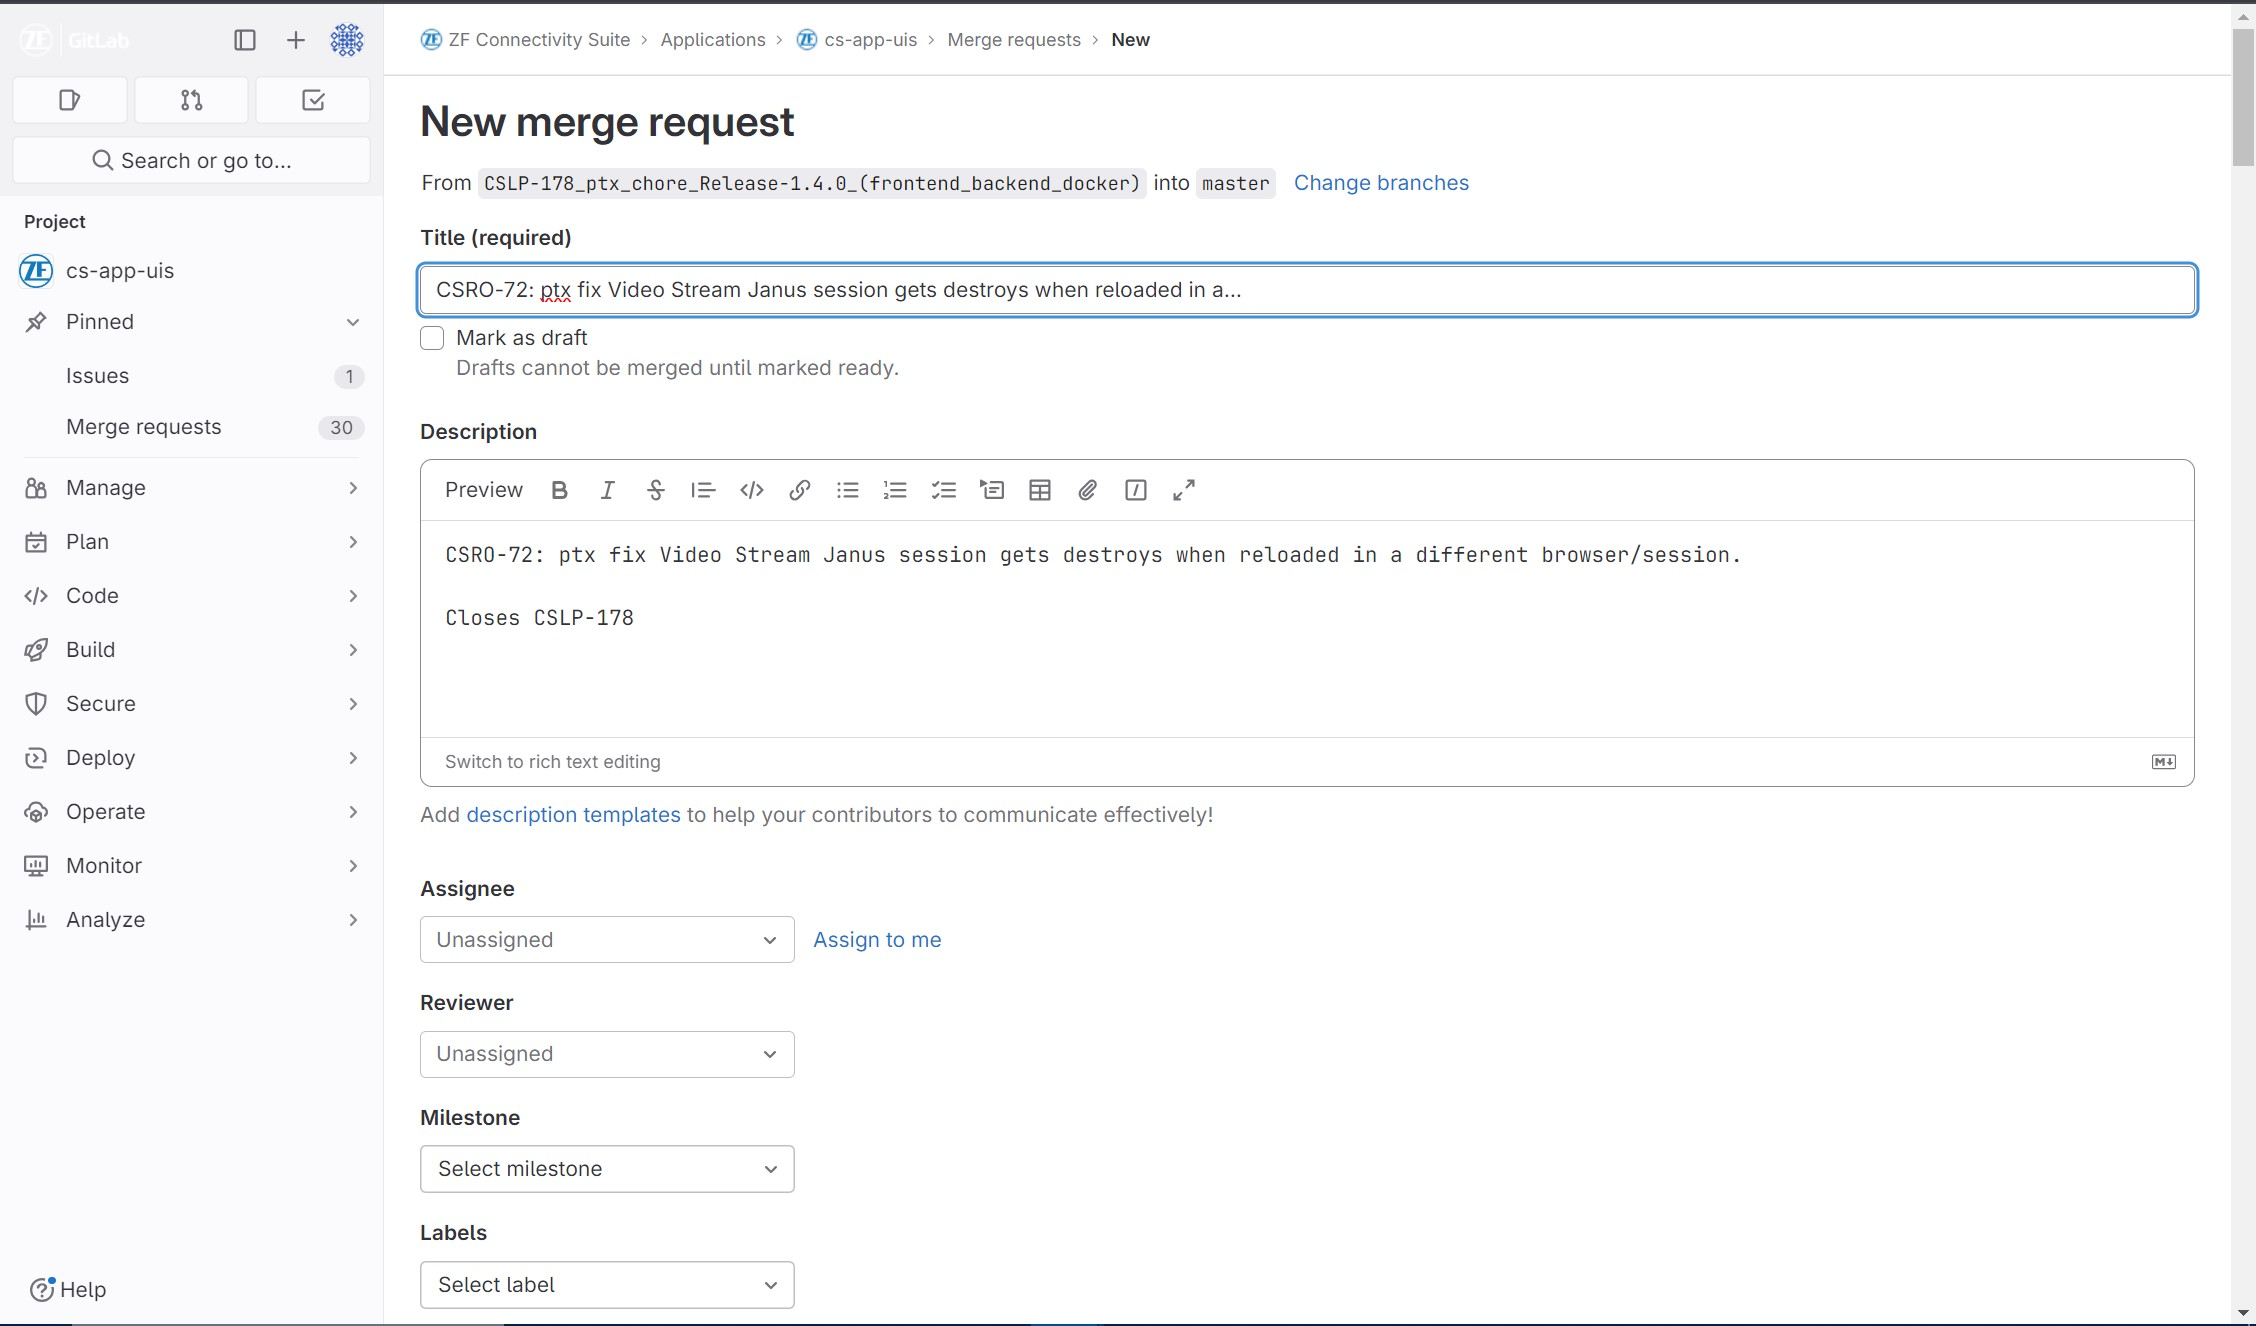 GitLab
Search or go to...
Project
cs-app-uis
Pinned
Issues 1
Merge requests 30
Manage
Plan
Code
Build
Secure
Deploy
Operate
Monitor
Analyze
Help
ZF Connectivity Suite > Applications > cs-app-uis > Merge requests > New
New merge request
From CSLP-178_ptx_chore_Release-1.4.0_(frontend_backend_docker) into master Change branches
Title (required)
CSRO-72: ptx fix Video Stream Janus session gets destroys when reloaded in a...
Mark as draft
Drafts cannot be merged until marked ready.
Description
Preview
CSRO-72: ptx fix Video Stream Janus session gets destroys when reloaded in a different browser/session.
Closes CSLP-178
Switch to rich text editing
Add description templates to help your contributors to communicate effectively!
Assignee
Unassigned Assign to me
Reviewer
Unassigned
Milestone
Select milestone
Labels
Select label